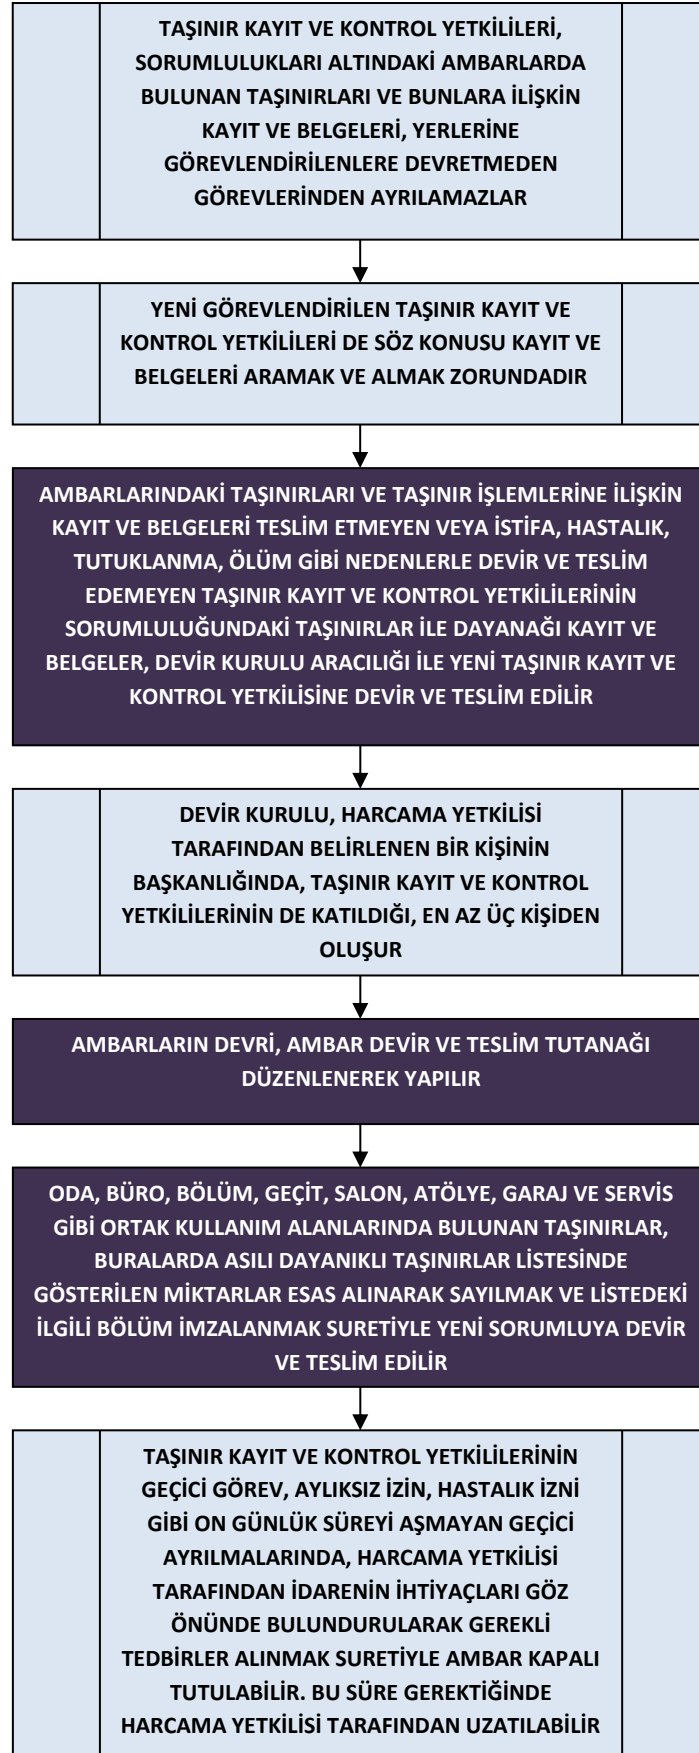 TAŞINIR KAYIT VE KONTROL YETKİLİLERİ,
SORUMLULUKLARI ALTINDAKİ AMBARLARDA
BULUNAN TAŞINIRLARI VE BUNLARA İLİŞKİN
KAYIT VE BELGELERİ, YERLERİNE
GÖREVLENDİRİLENLERE DEVRETMEDEN
GÖREVLERİNDEN AYRILAMAZLAR
YENİ GÖREVLENDİRİLEN TAŞINIR KAYIT VE
KONTROL YETKİLİLERİ DE SÖZ KONUSU KAYIT VE
BELGELERİ ARAMAK VE ALMAK ZORUNDADIR
AMBARLARINDAKİ TAŞINIRLARI VE TAŞINIR İŞLEMLERİNE İLİŞKİN
KAYIT VE BELGELERİ TESLİM ETMEYEN VEYA İSTİFA, HASTALIK,
TUTUKLANMA, ÖLÜM GİBİ NEDENLERLE DEVİR VE TESLİM
EDEMEYEN TAŞINIR KAYIT VE KONTROL YETKİLİLERİNİN
SORUMLULUĞUNDAKİ TAŞINIRLAR İLE DAYANAĞI KAYIT VE
BELGELER, DEVİR KURULU ARACILIĞI İLE YENİ TAŞINIR KAYIT VE
KONTROL YETKİLİSİNE DEVİR VE TESLİM EDİLİR
DEVİR KURULU, HARCAMA YETKİLİSİ
TARAFINDAN BELİRLENEN BİR KİŞİNİN
BAŞKANLIĞINDA, TAŞINIR KAYIT VE KONTROL
YETKİLİLERİNİN DE KATILDIĞI, EN AZ ÜÇ KİŞİDEN
OLUŞUR
AMBARLARIN DEVRİ, AMBAR DEVİR VE TESLİM TUTANAĞI
DÜZENLENEREK YAPILIR
ODA, BÜRO, BÖLÜM, GEÇİT, SALON, ATÖLYE, GARAJ VE SERVİS
GİBİ ORTAK KULLANIM ALANLARINDA BULUNAN TAŞINIRLAR,
BURALARDA ASILI DAYANIKLI TAŞINIRLAR LİSTESİNDE
GÖSTERİLEN MİKTARLAR ESAS ALINARAK SAYILMAK VE LİSTEDEKİ
İLGİLİ BÖLÜM İMZALANMAK SURETİYLE YENİ SORUMLUYA DEVİR
VE TESLİM EDİLİR
TAŞINIR KAYIT VE KONTROL YETKİLİLERİNİN
GEÇİCİ GÖREV, AYLIKSIZ İZİN, HASTALIK İZNİ
GİBİ ON GÜNLÜK SÜREYİ AŞMAYAN GEÇİCİ
AYRILMALARINDA, HARCAMA YETKİLİSİ
TARAFINDAN İDARENİN İHTİYAÇLARI GÖZ
ÖNÜNDE BULUNDURULARAK GEREKLİ
TEDBİRLER ALINMAK SURETİYLE AMBAR KAPALI
TUTULABİLİR. BU SÜRE GEREKTİĞİNDE
HARCAMA YETKİLİSİ TARAFINDAN UZATILABİLİR